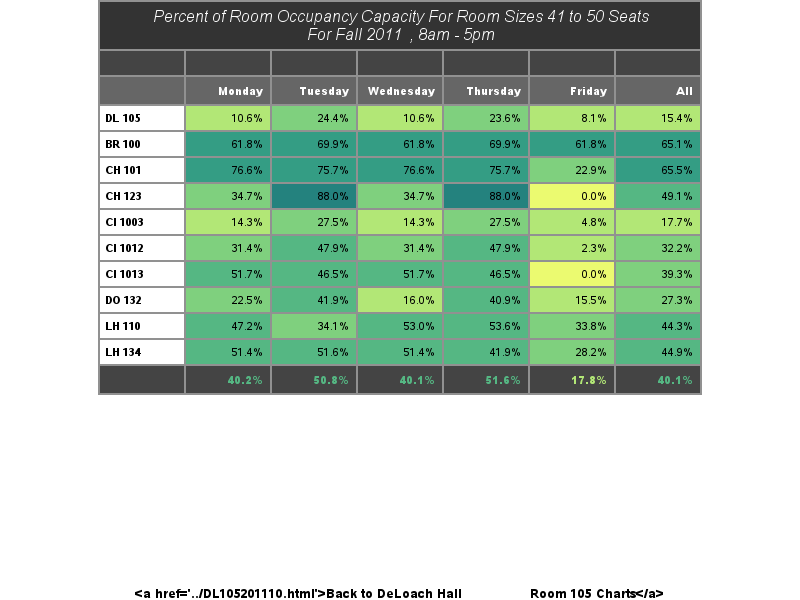 Percent of Room Occupancy Capacity For Room Sizes 41 to 50 Seats
For Fall 2011 , 8am - 5pm
Monday Tuesday Wednesday Thursday Friday All
DL 105 10.6% 24.4% 10.6% 23.6% 8.1% 15.4%
BR 100 61.8% 69.9% 61.8% 69.9% 61.8% 65.1%
CH 101 76.6% 75.7% 76.6% 75.7% 22.9% 65.5%
CH 123 34.7% 88.0% 34.7% 88.0% 0.0% 49.1%
CI 1003 14.3% 27.5% 14.3% 27.5% 4.8% 17.7%
CI 1012 31.4% 47.9% 31.4% 47.9% 2.3% 32.2%
CI 1013 51.7% 46.5% 51.7% 46.5% 0.0% 39.3%
DO 132 22.5% 41.9% 16.0% 40.9% 15.5% 27.3%
LH 110 47.2% 34.1% 53.0% 53.6% 33.8% 44.3%
LH 134 51.4% 51.6% 51.4% 41.9% 28.2% 44.9%
40.2% 50.8% 40.1% 51.6% 17.8% 40.1%
<a href='../DL105201110.html'>Back to DeLoach Hall Room 105 Charts</a>